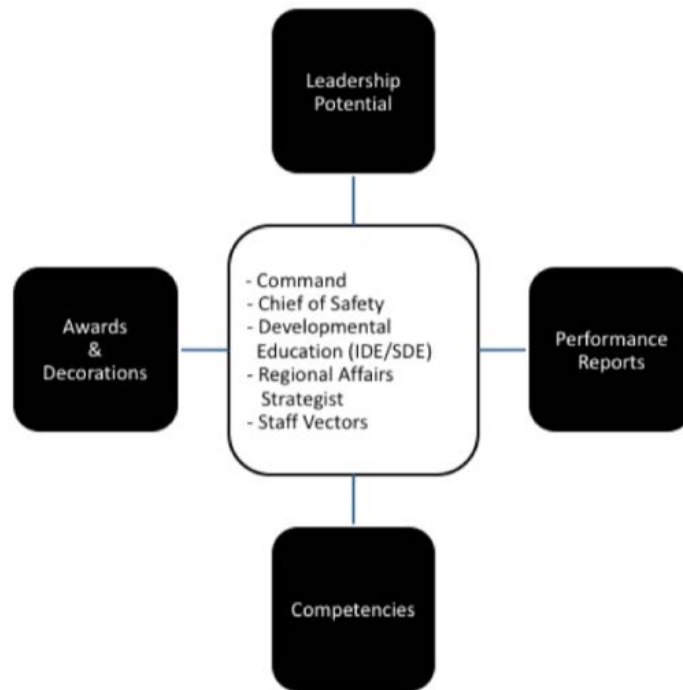 Leadership
Potential
- Command
- Chief of Safety
- Developmental
Education (IDE/SDE)
- Regional Affairs
Strategist
- Staff Vectors
Awards
&
Decorations
Performance
Reports
Competencies